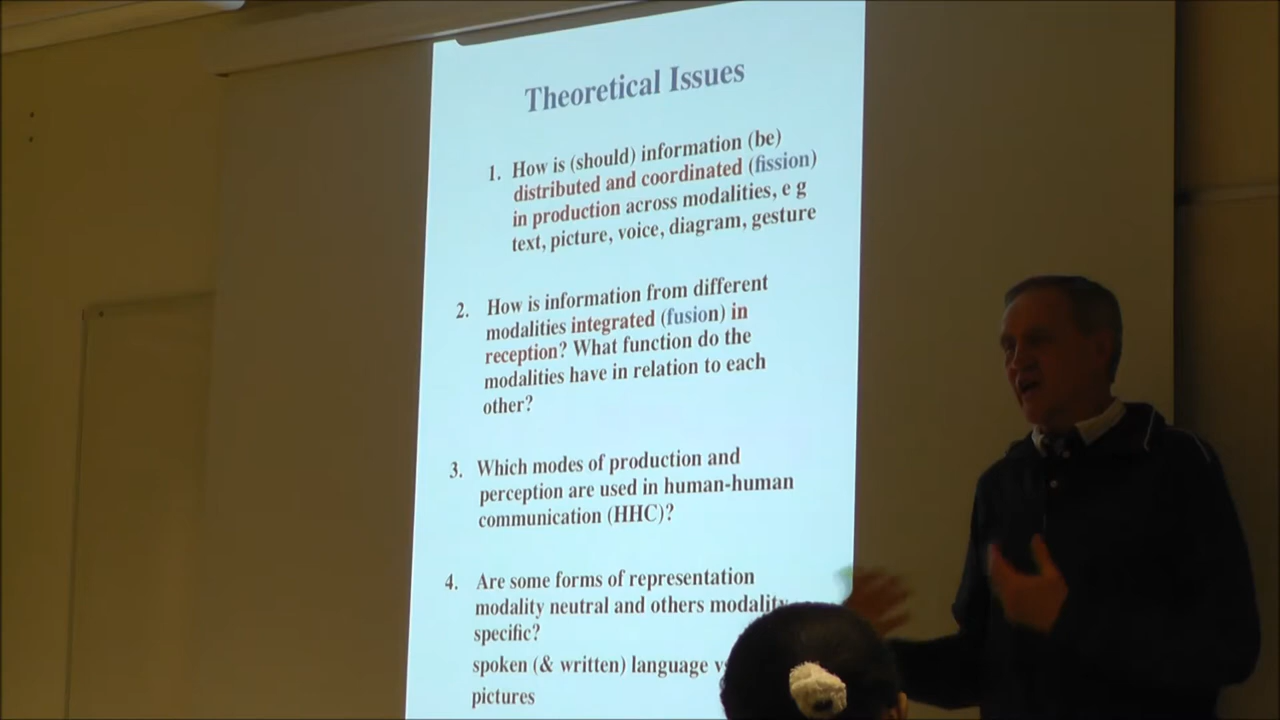 Theoretical Issues
1. How is (should) information (be)
distributed and coordinated (fission)
in production across modalities, e g
text, picture, voice, diagram, gesture
2. How is information from different
modalities integrated (fusion) in
reception? What function do the
modalities have in relation to each
other?
3. Which modes of production and
perception are used in human-human
communication (HHC)?
4. Are some forms of representation
modality neutral and others modality
specific?
spoken (& written) language
pictures